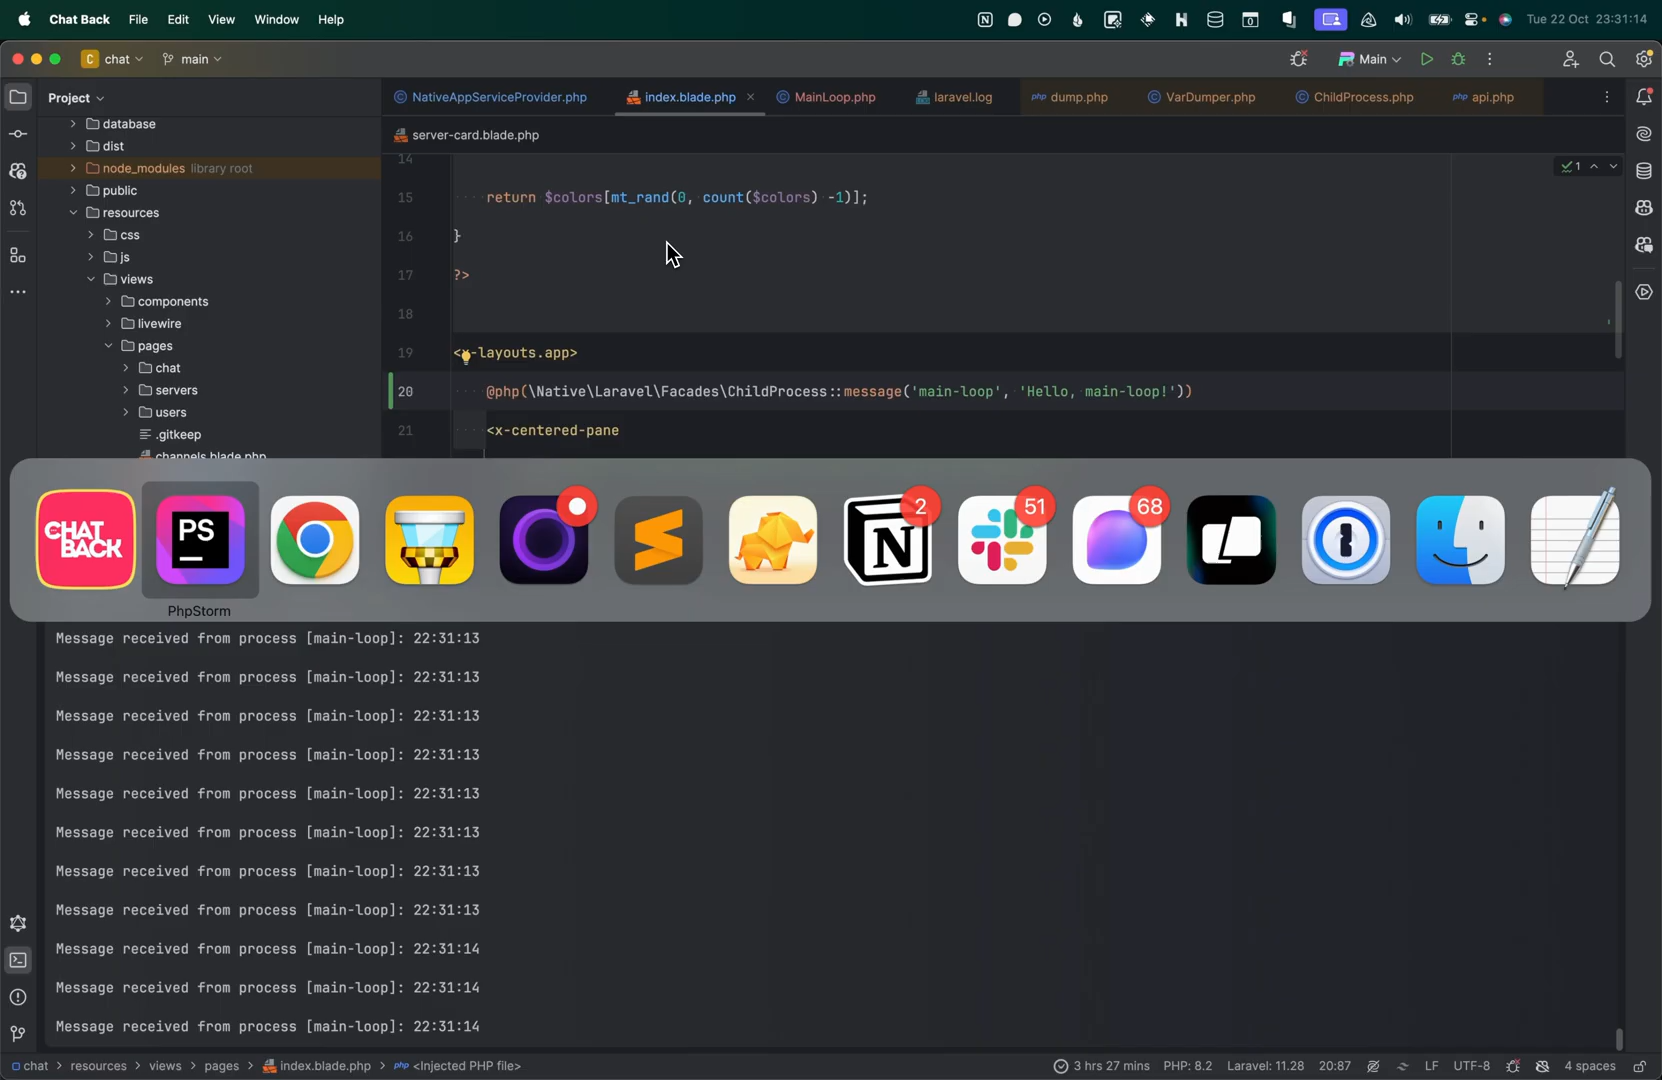 Chat Back File Edit View Window Help Tue 22 Oct 23:31:14
chat main Main
Project
NativeAppServiceProvider.php index.blade.php MainLoop.php laravel.log php dump.php VarDumper.php ChildProcess.php php api.php
server-card.blade.php
database
dist
node_modules library root
public
resources
css
js
views
components
livewire
pages
chat
servers
users
.gitkeep
channels.blade.php
1
14
15 return $colors[mt_rand(0, count($colors) -1)];
16 }
17 ?>
18
19 <x-layouts.app>
20 @php(\Native\Laravel\Facades\ChildProcess::message('main-loop', 'Hello, main-loop!'))
21 <x-centered-pane
CHAT BACK
PS
N
2
51
68
PhpStorm
Message received from process [main-loop]: 22:31:13
Message received from process [main-loop]: 22:31:13
Message received from process [main-loop]: 22:31:13
Message received from process [main-loop]: 22:31:13
Message received from process [main-loop]: 22:31:13
Message received from process [main-loop]: 22:31:13
Message received from process [main-loop]: 22:31:13
Message received from process [main-loop]: 22:31:13
Message received from process [main-loop]: 22:31:14
Message received from process [main-loop]: 22:31:14
Message received from process [main-loop]: 22:31:14
chat > resources > views > pages > index.blade.php > php <Injected PHP file> 3 hrs 27 mins PHP: 8.2 Laravel: 11.28 20:87 LF UTF-8 4 spaces